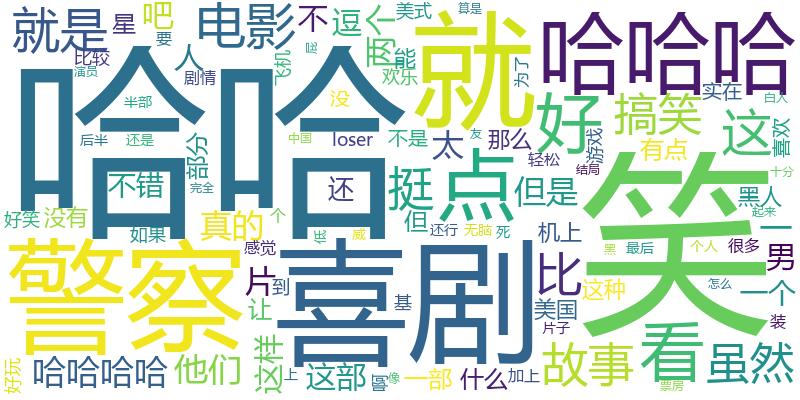 就是
星
吧
电影
不
逗
两个
美式
算是
就
哈哈哈
要
比较
演员
人
剧情
飞机
能
欢乐
为了
哈哈
半部
后半
还是
没
中国
loser
不是
友
太
那么
轻松
好
搞笑
实在
白人
这
喜欢
游戏
有点
结局
十分
部分
不错
还
挺
点
但是
笑
黑人
起来
好笑
没有
如果
完全
真的
个
低
威
但
还行
无脑
死
机上
黑
最后
个人
很多
一
男
警察
感觉
片
到
喜剧
基
比
这种
美国
片子
怎么
一个
装
让
好玩
哈哈哈哈
他们
这样
上
这部
像
一部
什么
加上
故事
看
票房
虽然